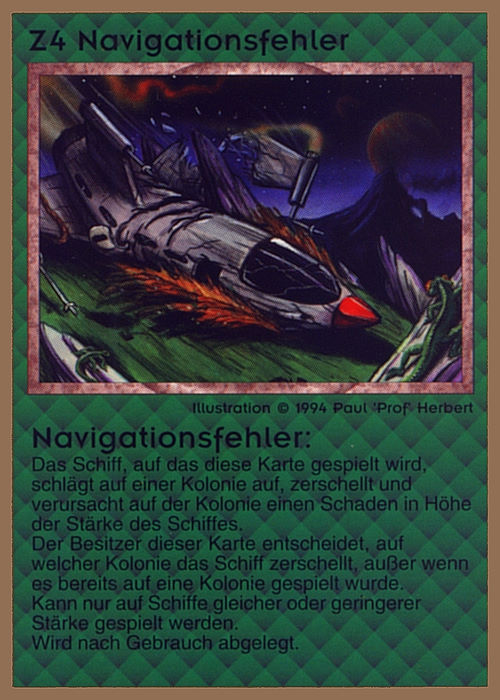 Z4 Navigationsfehler
Illustration © 1994 Paul 'Prof' Herbert
Navigationsfehler:
Das Schiff, auf das diese Karte gespielt wird,
schlägt auf einer Kolonie auf, zerschellt und
verursacht auf der Kolonie einen Schaden in Höhe
der Stärke des Schiffes.
Der Besitzer dieser Karte entscheidet, auf
welcher Kolonie das Schiff zerschellt, außer wenn
es bereits auf eine Kolonie gespielt wurde.
Kann nur auf Schiffe gleicher oder geringerer
Stärke gespielt werden.
Wird nach Gebrauch abgelegt.